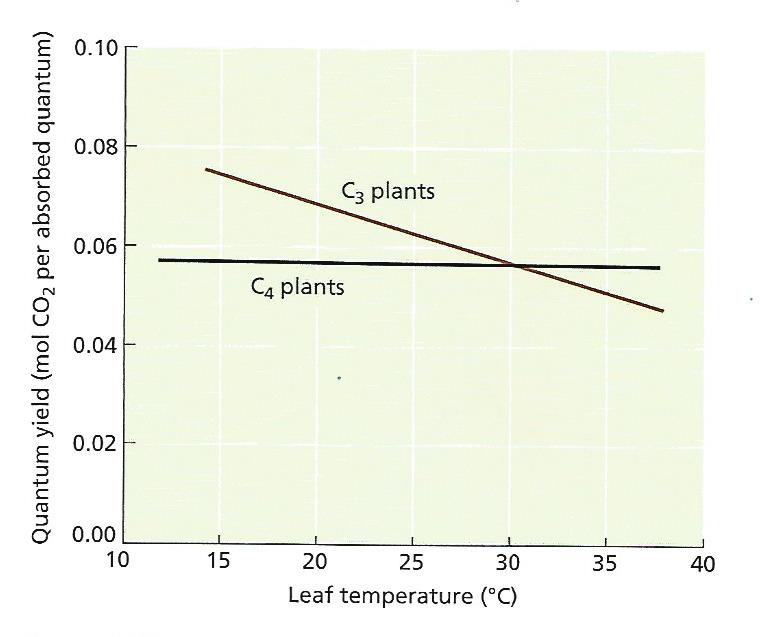 Quantum yield (mol CO₂ per absorbed quantum)
0.10
0.08
0.06
0.04
0.02
0.00
C₃ plants
C₄ plants
10 15 20 25 30 35 40
Leaf temperature (°C)